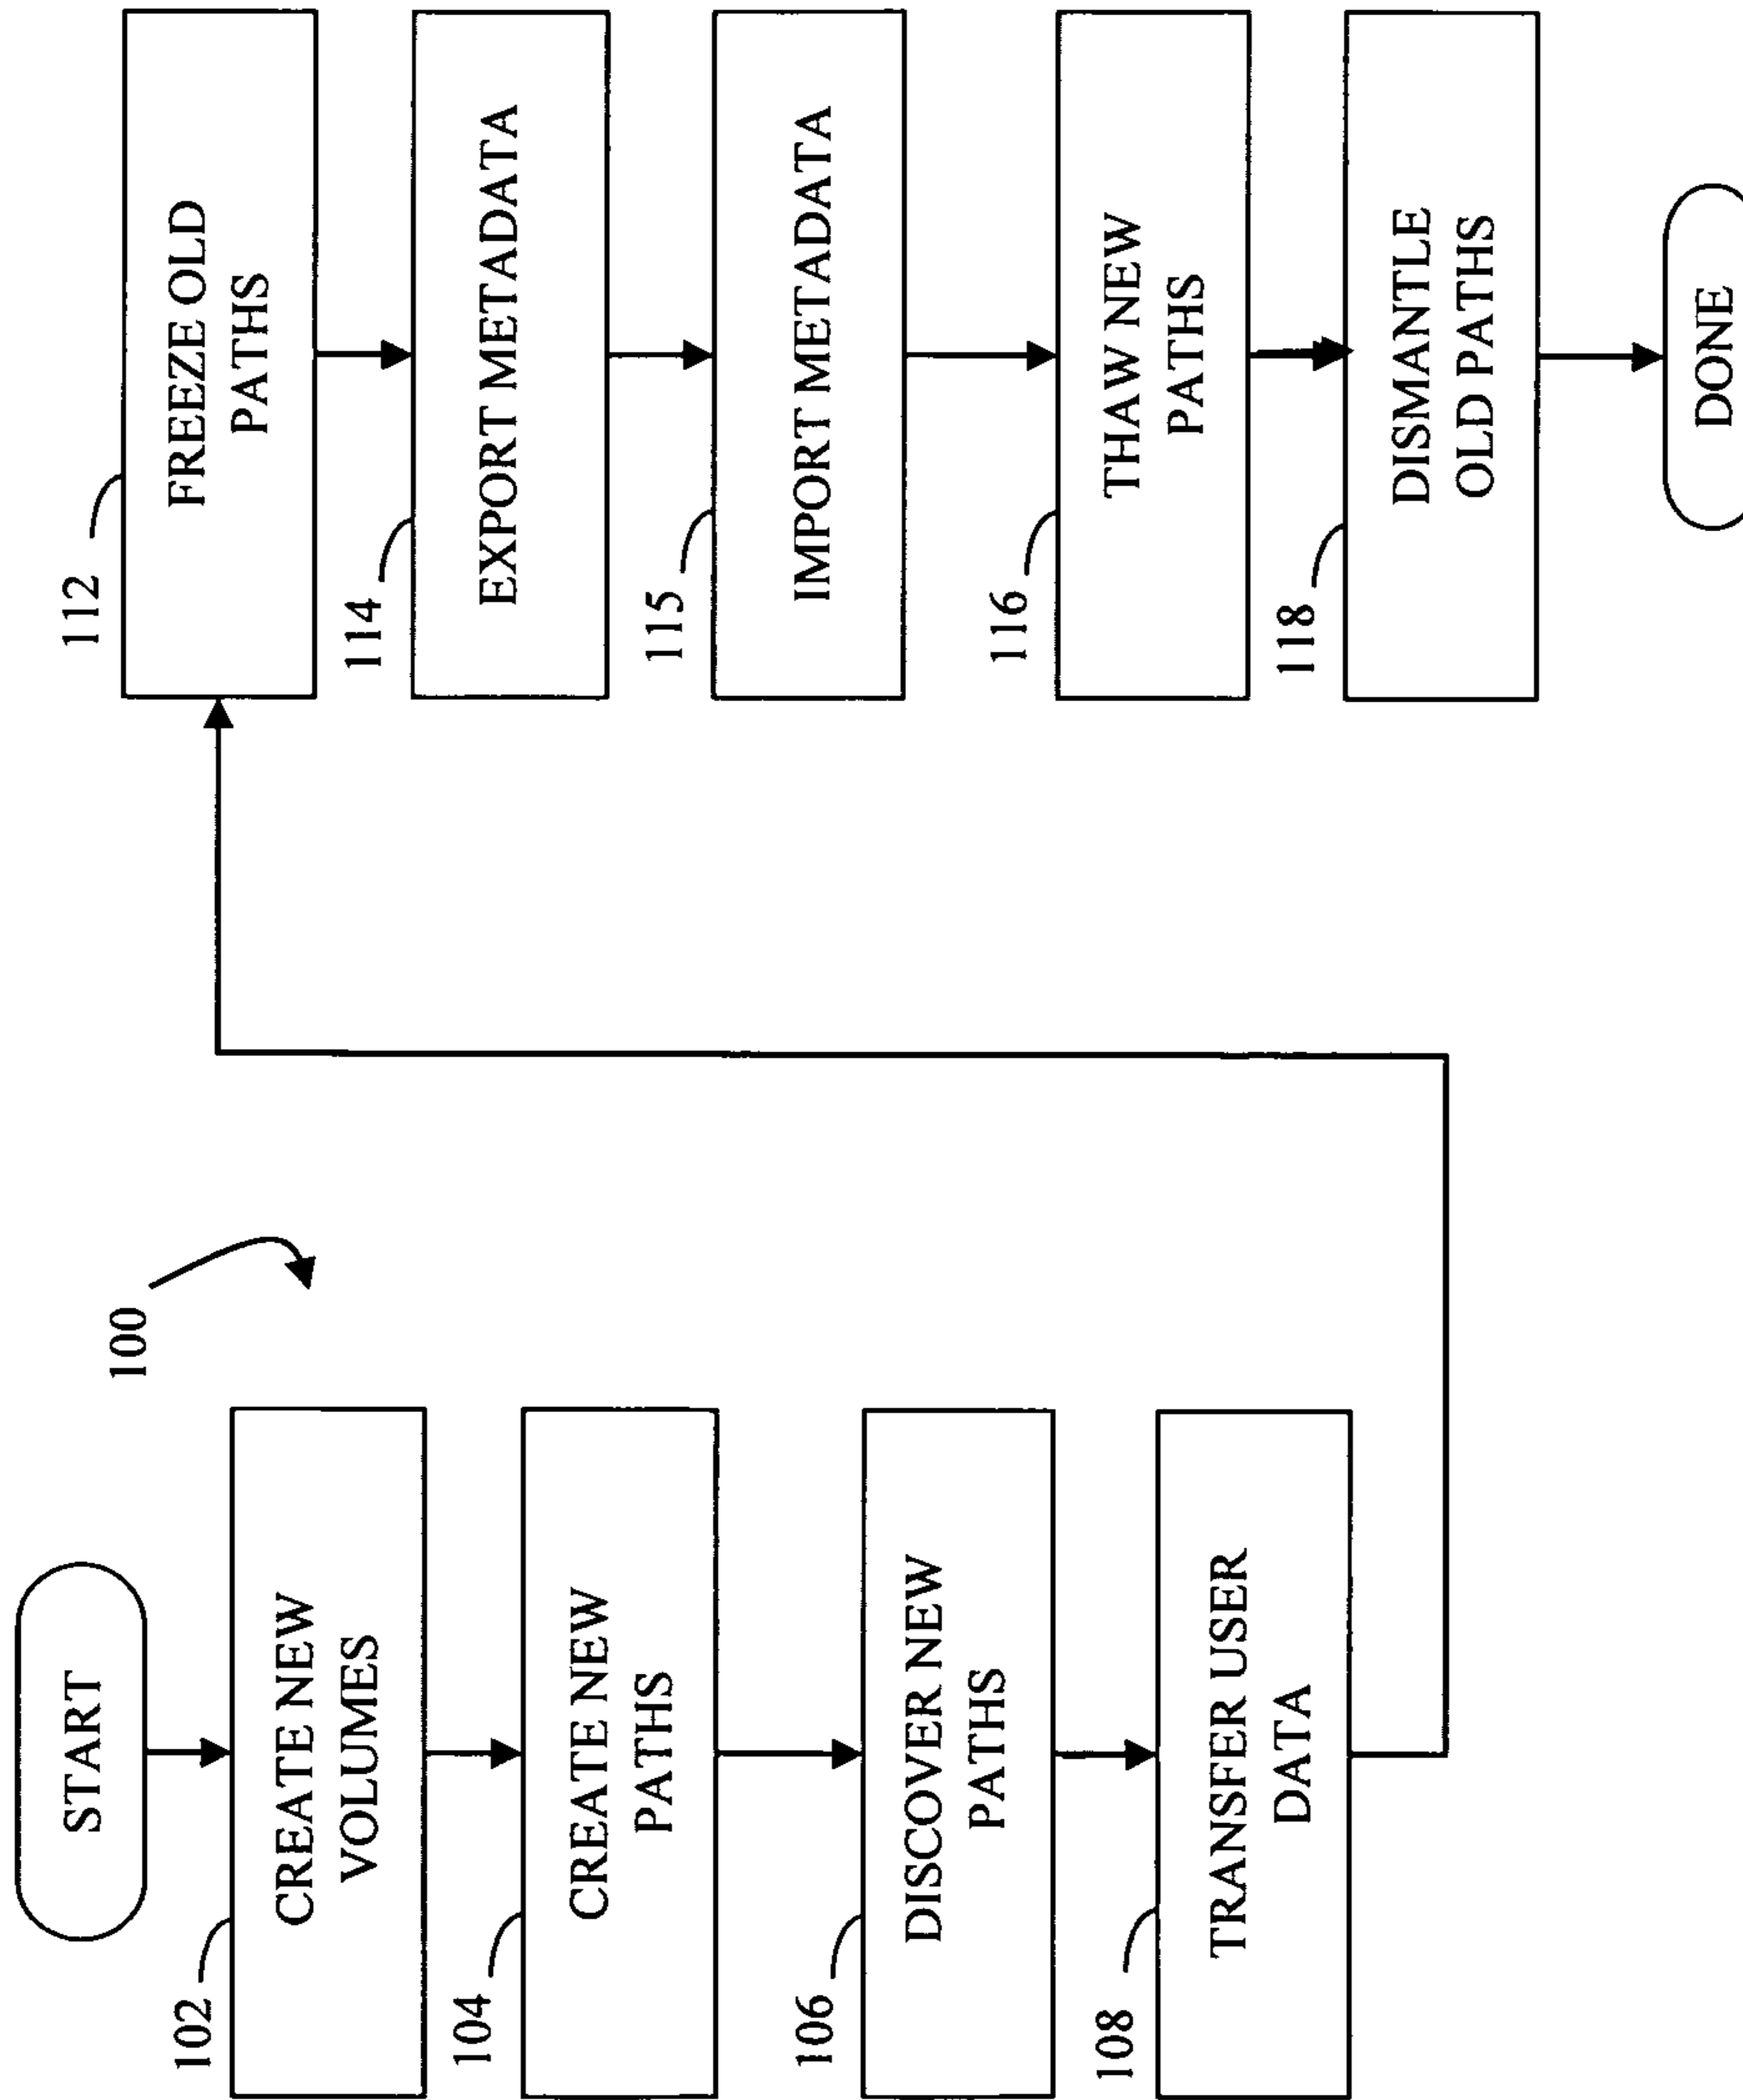 100
START
102
CREATE NEW
VOLUMES
104
CREATE NEW
PATHS
106
DISCOVER NEW
PATHS
108
TRANSFER USER
DATA
112
FREEZE OLD
PATHS
114
EXPORT METADATA
115
IMPORT METADATA
116
THAW NEW
PATHS
118
DISMANTLE
OLD PATHS
DONE